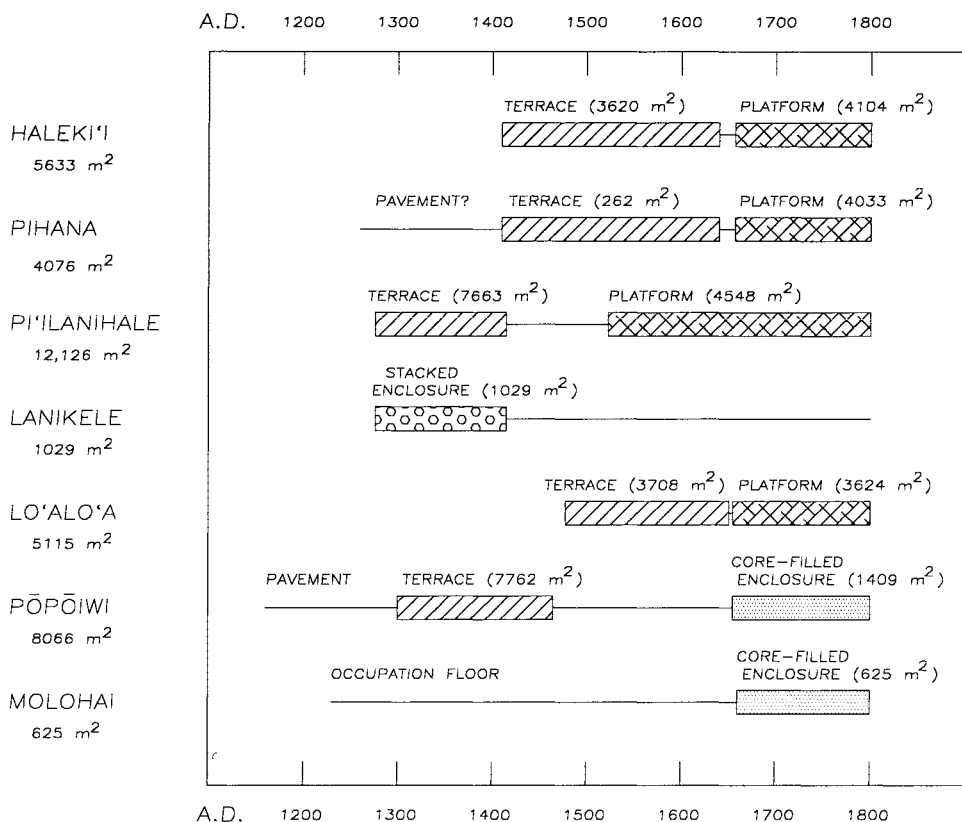 A.D. 1200 1300 1400 1500 1600 1700 1800
TERRACE (3620 m²) PLATFORM (4104 m²)
HALEKI‘I
5633 m²
PAVEMENT? TERRACE (262 m²) PLATFORM (4033 m²)
PIHANA
4076 m²
TERRACE (7663 m²) PLATFORM (4548 m²)
PI‘ILANIHALE
12,126 m²
STACKED
ENCLOSURE (1029 m²)
LANIKELE
1029 m²
TERRACE (3708 m²) PLATFORM (3624 m²)
LO‘ALO‘A
5115 m²
CORE-FILLED
PAVEMENT TERRACE (7762 m²) ENCLOSURE (1409 m²)
PŌPŌIWI
8066 m²
CORE-FILLED
OCCUPATION FLOOR ENCLOSURE (625 m²)
MOLOHAI
625 m²
A.D. 1200 1300 1400 1500 1600 1700 1800